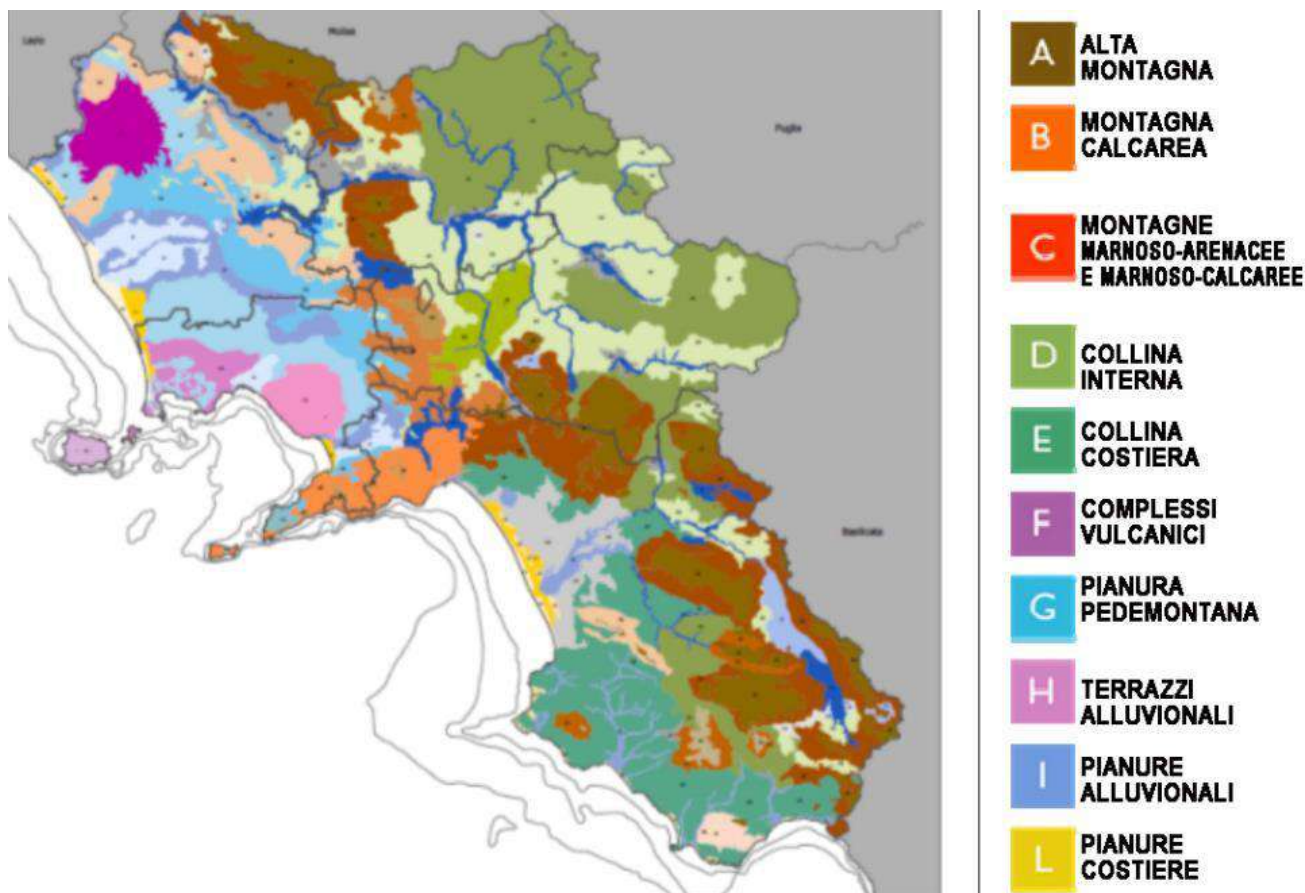 Lazio
Molise
Puglia
Basilicata
A
ALTA
MONTAGNA
B
MONTAGNA
CALCAREA
C
MONTAGNE
MARNOSO-ARENACEE
E MARNOSO-CALCAREE
D
COLLINA
INTERNA
E
COLLINA
COSTIERA
F
COMPLESSI
VULCANICI
G
PIANURA
PEDEMONTANA
H
TERRAZZI
ALLUVIONALI
I
PIANURE
ALLUVIONALI
L
PIANURE
COSTIERE